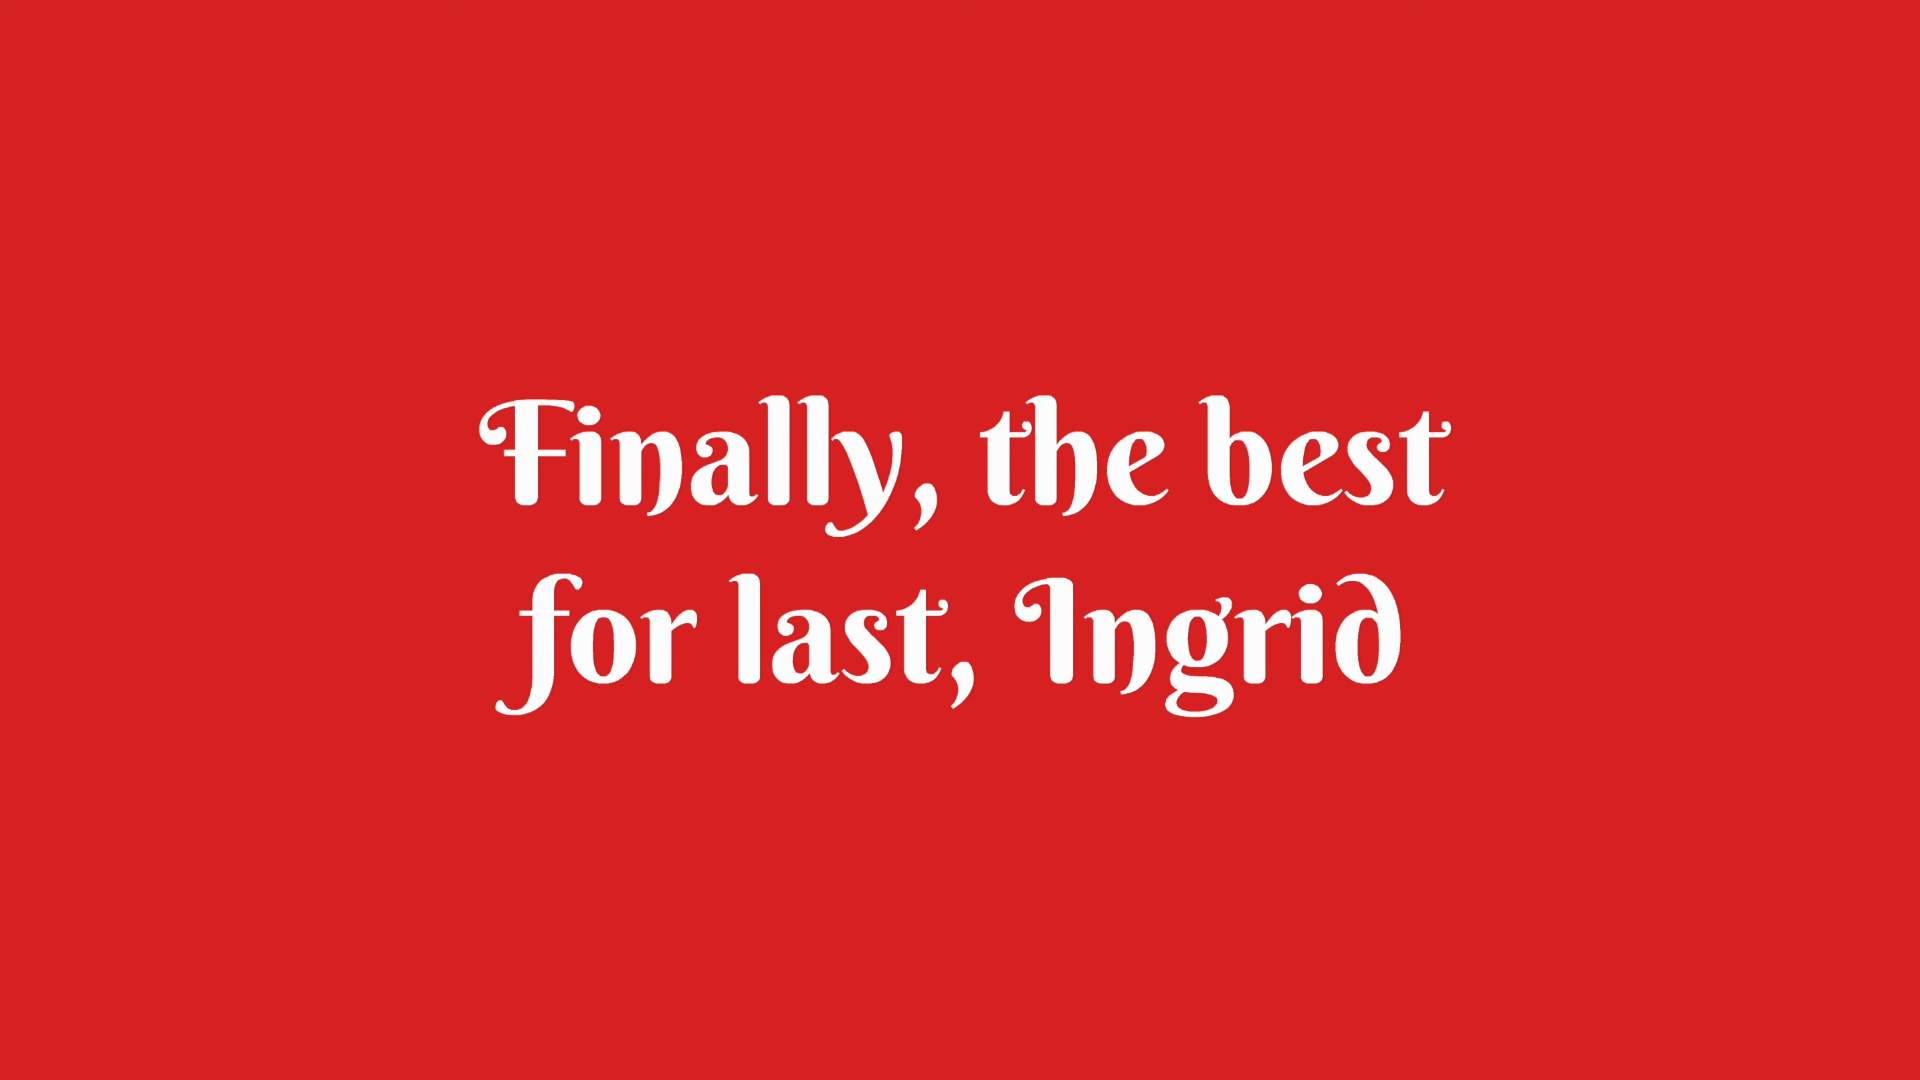 Finally, the best
for last, Ingrid